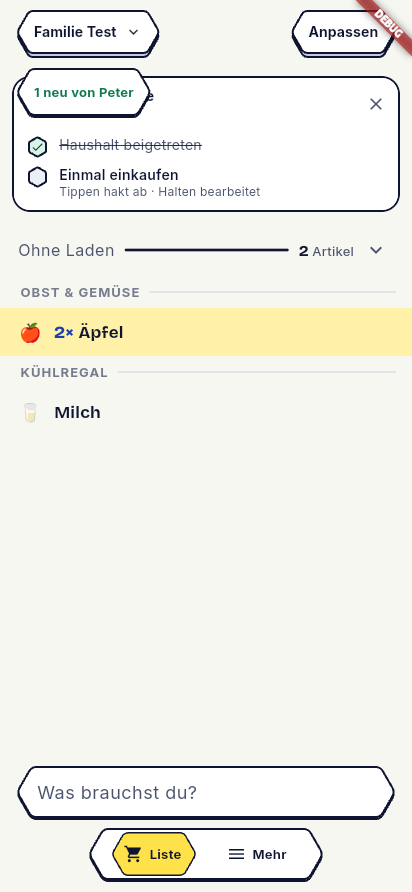 Familie Test
Anpassen
DEBUG
1 neu von Peter
Haushalt beigetreten
Einmal einkaufen
Tippen hakt ab · Halten bearbeitet
Ohne Laden 2 Artikel
OBST & GEMÜSE
2× Äpfel
KÜHLREGAL
Milch
Was brauchst du?
Liste
Mehr